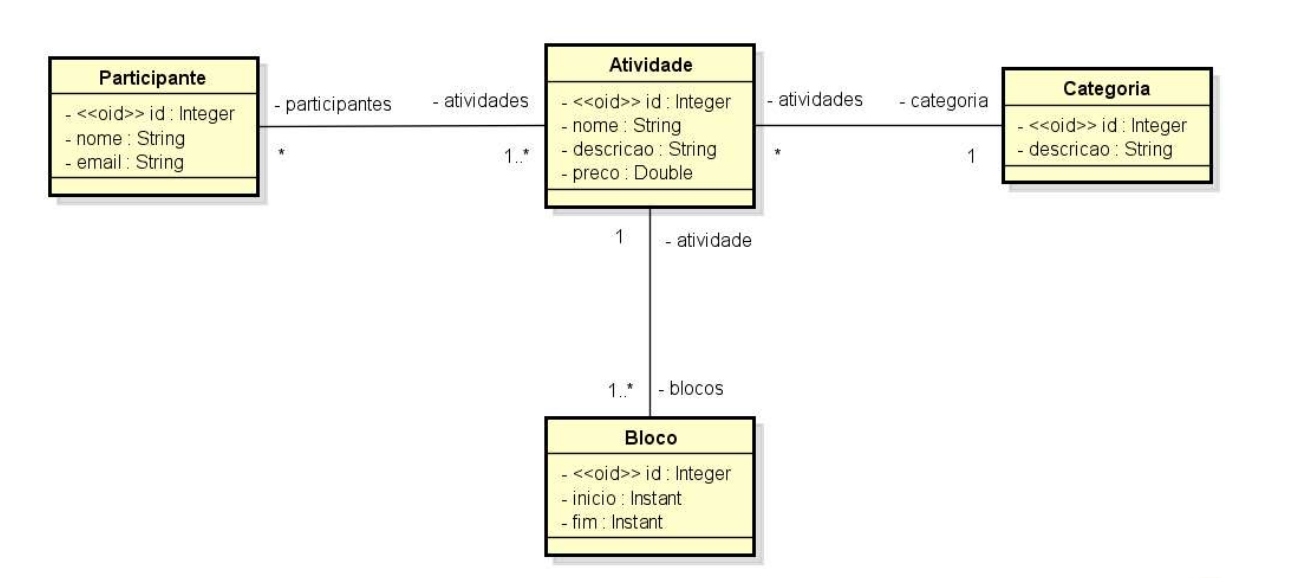 Participante
- <<oid>> id : Integer
- nome : String
- email : String
- participantes
- atividades
*
1..*
Atividade
- <<oid>> id : Integer
- nome : String
- descricao : String
- preco : Double
- atividades
- categoria
*
1
Categoria
- <<oid>> id : Integer
- descricao : String
1
- atividade
1..*
- blocos
Bloco
- <<oid>> id : Integer
- inicio : Instant
- fim : Instant